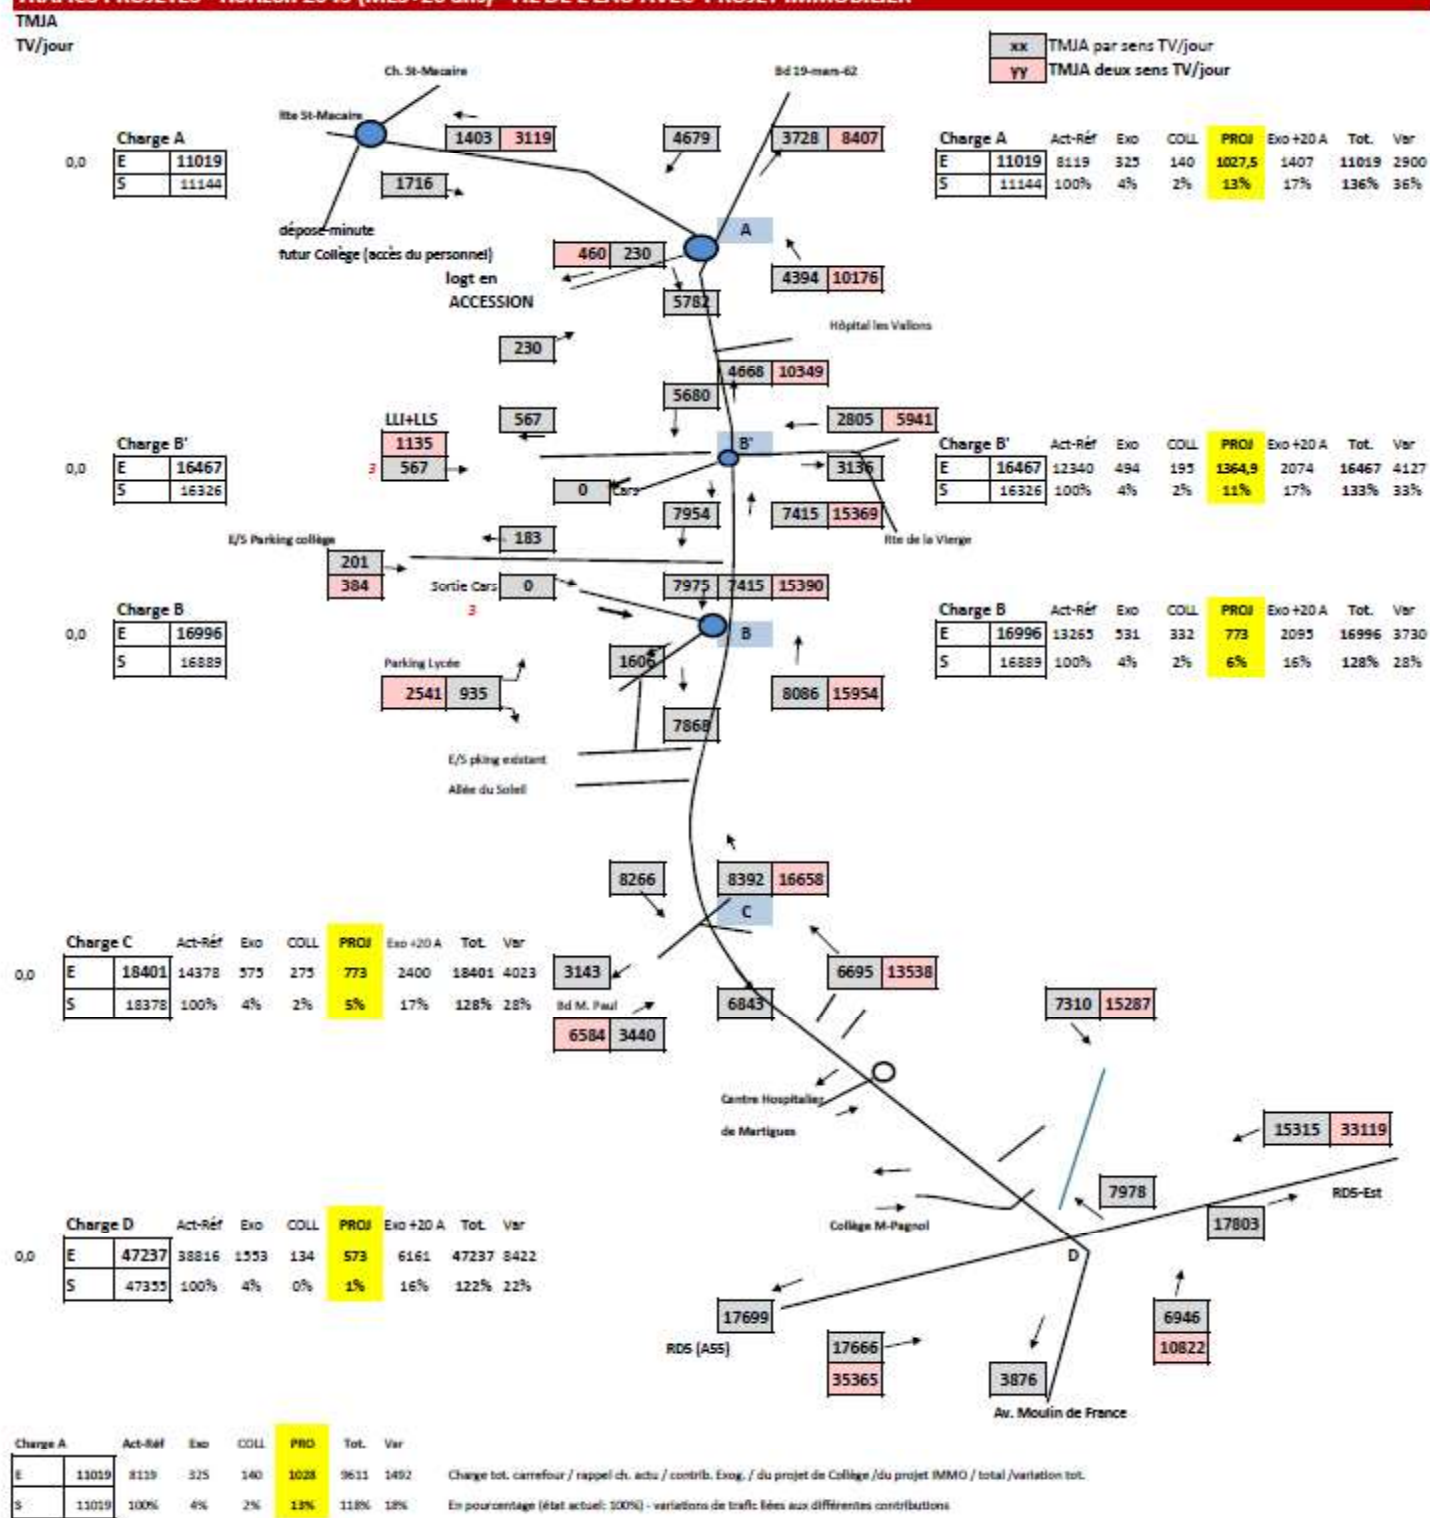 TMJA
TV/jour
xx TMJA par sens TV/jour
yy TMJA deux sens TV/jour
Ch. St-Macaire
Bd 19-mars-62
Rte St-Macaire
1403 3119
4679
3728 8407
Charge A
0,0 E 11019
S 11144
Charge A Act-Réf Exo COLL PROJ Exo +20 A Tot. Var
E 11019 8119 325 140 1027,5 1407 11019 2900
S 11144 100% 4% 2% 13% 17% 136% 36%
1716
dépose-minute
futur Collège (accès du personnel)
A
460 230
logt en
ACCESSION
4394 10176
5782
Hôpital les Vallons
230
4668 10349
5680
LLI+LLS
1135
3 567
567
2805 5941
B'
Charge B'
0,0 E 16467
S 16326
3136
Charge B' Act-Réf Exo COLL PROJ Exo +20 A Tot. Var
E 16467 12340 494 195 1364,9 2074 16467 4127
S 16326 100% 4% 2% 11% 17% 133% 33%
0 Cars
7954
7415 15369
Rte de la Vierge
E/S Parking collège
183
201
384
Sortie Cars 0
3
7975 7415 15390
Charge B
0,0 E 16996
S 16889
B
Charge B Act-Réf Exo COLL PROJ Exo +20 A Tot. Var
E 16996 13265 531 332 773 2095 16996 3730
S 16889 100% 4% 2% 6% 16% 128% 28%
1606
Parking Lycée
2541 935
8086 15954
7868
E/S pking existant
Allée du Soleil
8266
8392 16658
C
Charge C Act-Réf Exo COLL PROJ Exo +20 A Tot. Var
0,0 E 18401 14378 575 275 773 2400 18401 4023
S 18378 100% 4% 2% 5% 17% 128% 28%
3143
Bd M. Paul
6584 3440
6695 13538
6843
7310 15287
Centre Hospitalier
de Martigues
15315 33119
7978
RD5-Est
17803
Collège M-Pagnol
D
Charge D Act-Réf Exo COLL PROJ Exo +20 A Tot. Var
0,0 E 47237 38816 1553 134 573 6161 47237 8422
S 47355 100% 4% 0% 1% 16% 122% 22%
17699
RD5 (A55)
17666
35365
3876
6946
10822
Av. Moulin de France
Charge A Act-Réf Exo COLL PRO Tot. Var
E 11019 8119 325 140 1028 9611 1492 Charge tot. carrefour / rappel ch. actu / contrib. Exog. / du projet de Collège /du projet IMMO / total /variation tot.
S 11019 100% 4% 2% 13% 118% 18% En pourcentage (état actuel: 100%) - variations de trafic liées aux différentes contributions